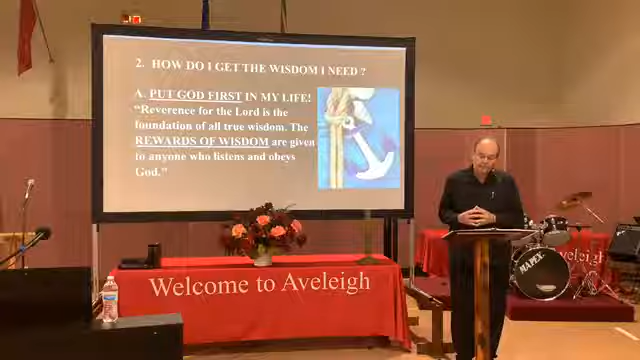 2. HOW DO I GET THE WISDOM I NEED ?
A. PUT GOD FIRST IN MY LIFE!
“Reverence for the Lord is the
foundation of all true wisdom. The
REWARDS OF WISDOM are given
to anyone who listens and obeys
God.”
Welcome to Aveleigh
MAPEX
Aveleigh